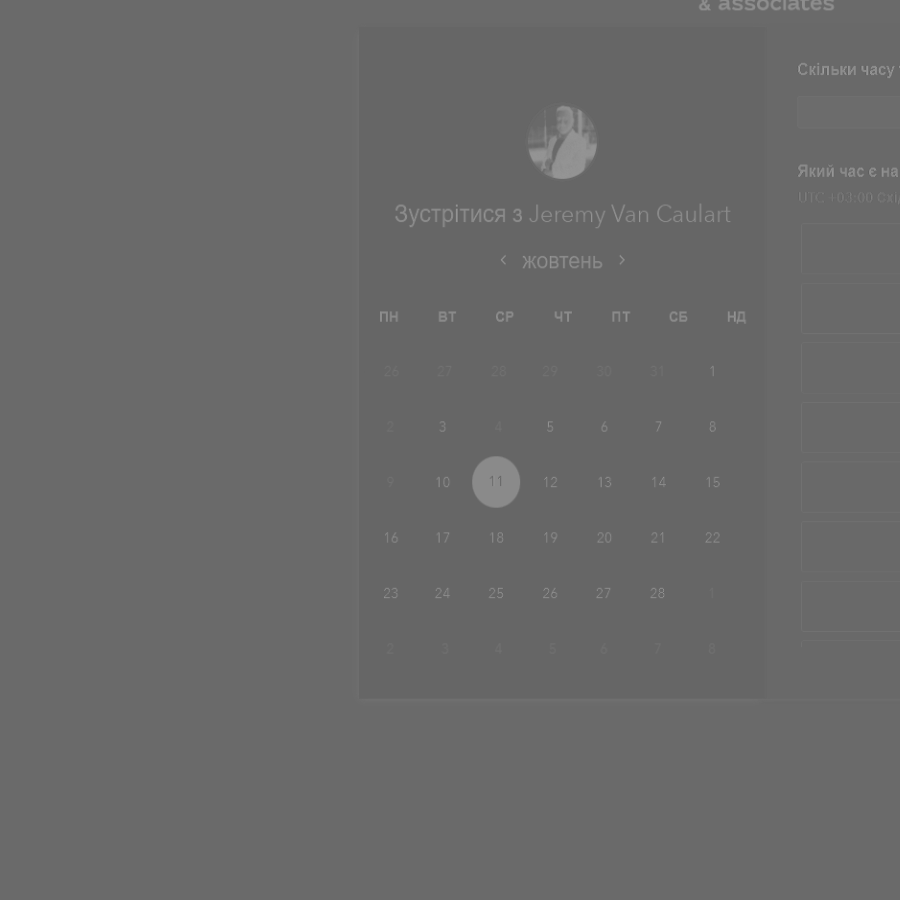 & associates
Зустрітися з Jeremy Van Caulart
‹ жовтень ›
ПН ВТ СР ЧТ ПТ СБ НД
26 27 28 29 30 31 1
2 3 4 5 6 7 8
9 10 11 12 13 14 15
16 17 18 19 20 21 22
23 24 25 26 27 28 1
2 3 4 5 6 7 8
Скільки часу
Який час є на
UTC +03:00 Схі